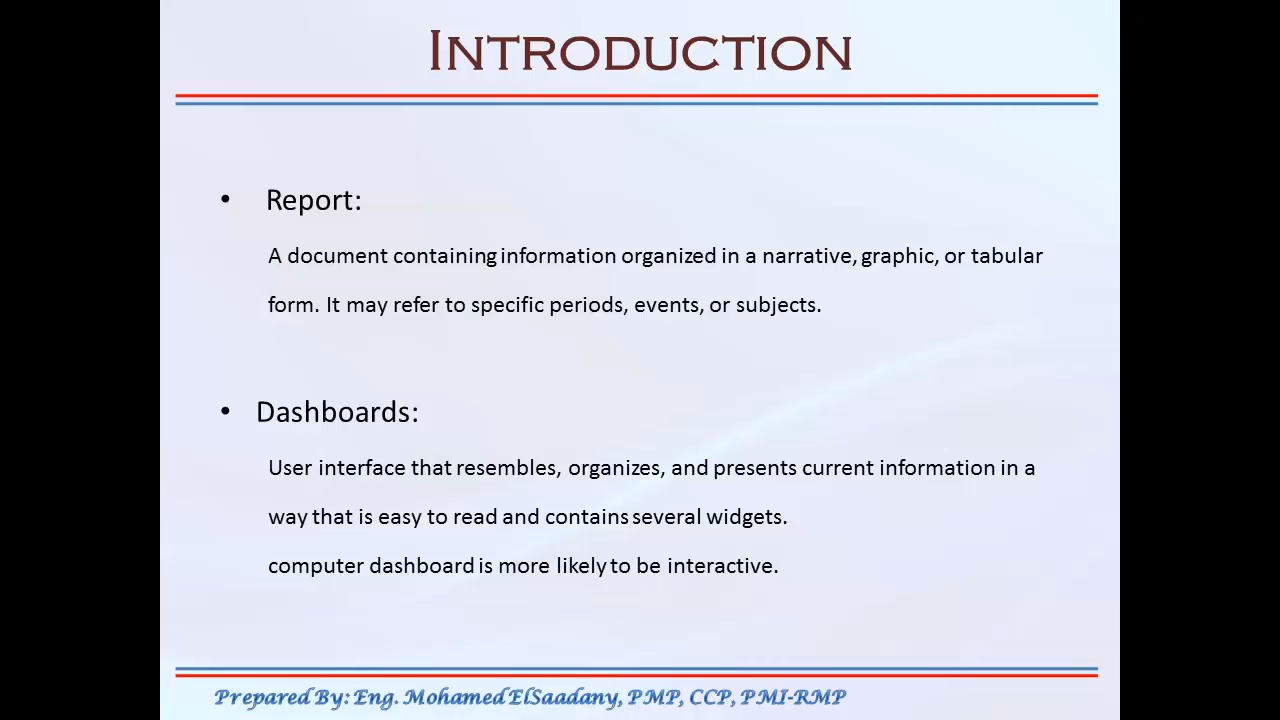 INTRODUCTION
• Report:
A document containing information organized in a narrative, graphic, or tabular
form. It may refer to specific periods, events, or subjects.
• Dashboards:
User interface that resembles, organizes, and presents current information in a
way that is easy to read and contains several widgets.
computer dashboard is more likely to be interactive.
Prepared By: Eng. Mohamed ElSaadany, PMP, CCP, PMI-RMP